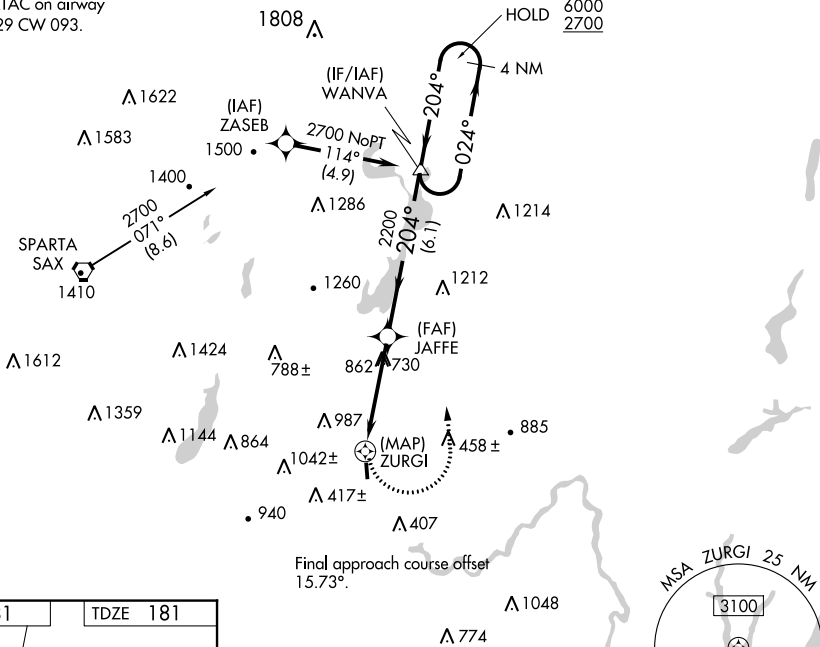 TAC on airway
29 CW 093.
1808
HOLD
6000
2700
4 NM
(IF/IAF)
WANVA
204°
024°
1622
1583
(IAF)
ZASEB
1500
2700 NoPT
114°
(4.9)
1400
1286
1214
2700
071°
(8.6)
SPARTA
SAX
1410
2200
204°
(6.1)
1260
1212
(FAF)
JAFFE
1612
1424
788±
862
730
1359
987
1144
864
(MAP)
ZURGI
458±
885
1042±
417±
940
407
Final approach course offset
15.73°.
MSA ZURGI 25 NM
3100
1048
774
TDZE 181